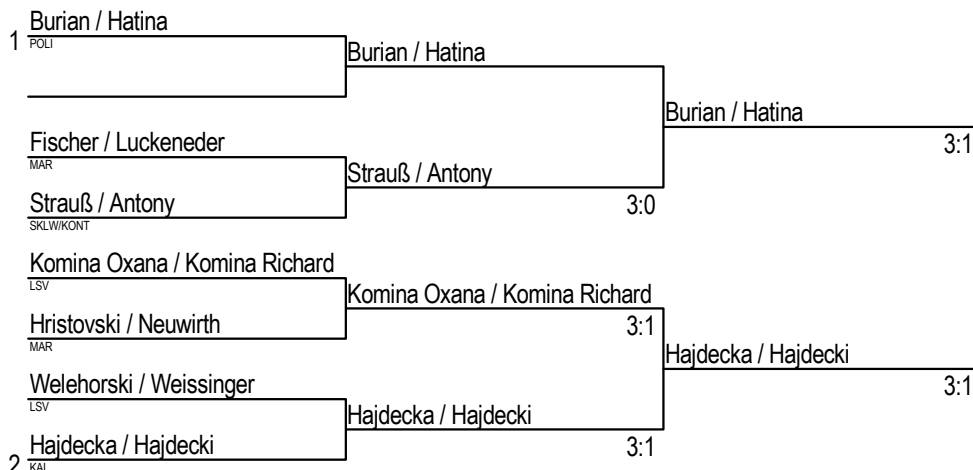 Burian / Hatina
1 POLI
Burian / Hatina
Burian / Hatina
3:1
Fischer / Luckeneder
MAR
Strauß / Antony
3:0
Strauß / Antony
SKLW/KONT
Komina Oxana / Komina Richard
LSV
Komina Oxana / Komina Richard
3:1
Hristovski / Neuwirth
MAR
Hajdecka / Hajdecki
3:1
Welehorski / Weissinger
LSV
Hajdecka / Hajdecki
3:1
Hajdecka / Hajdecki
2 KAL